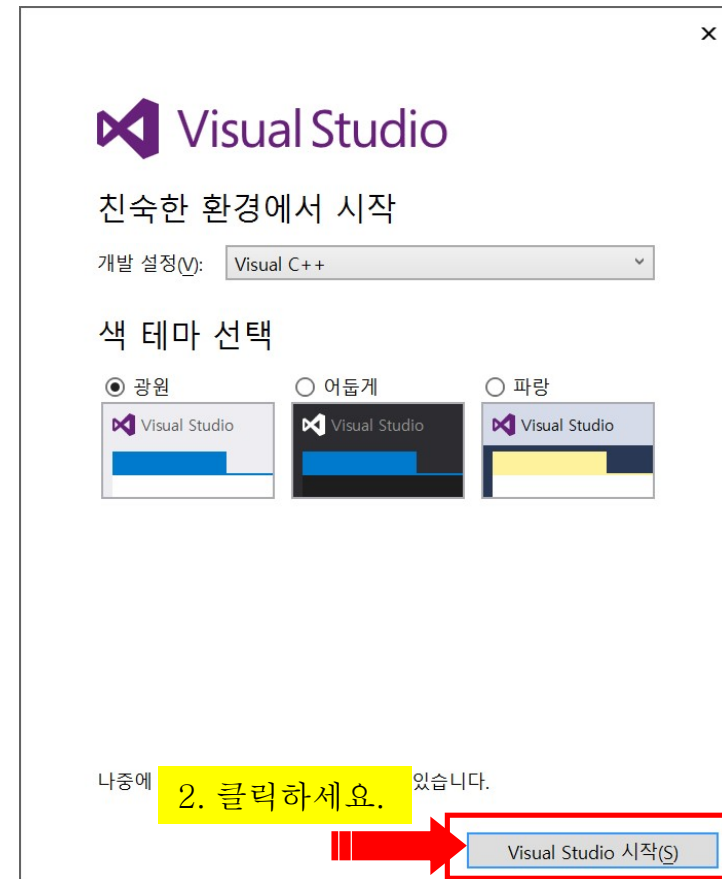 Visual Studio
친숙한 환경에서 시작
개발 설정(V): Visual C++
색 테마 선택
광원 어둡게 파랑
Visual Studio Visual Studio Visual Studio
나중에 있습니다.
2. 클릭하세요.
Visual Studio 시작(S)